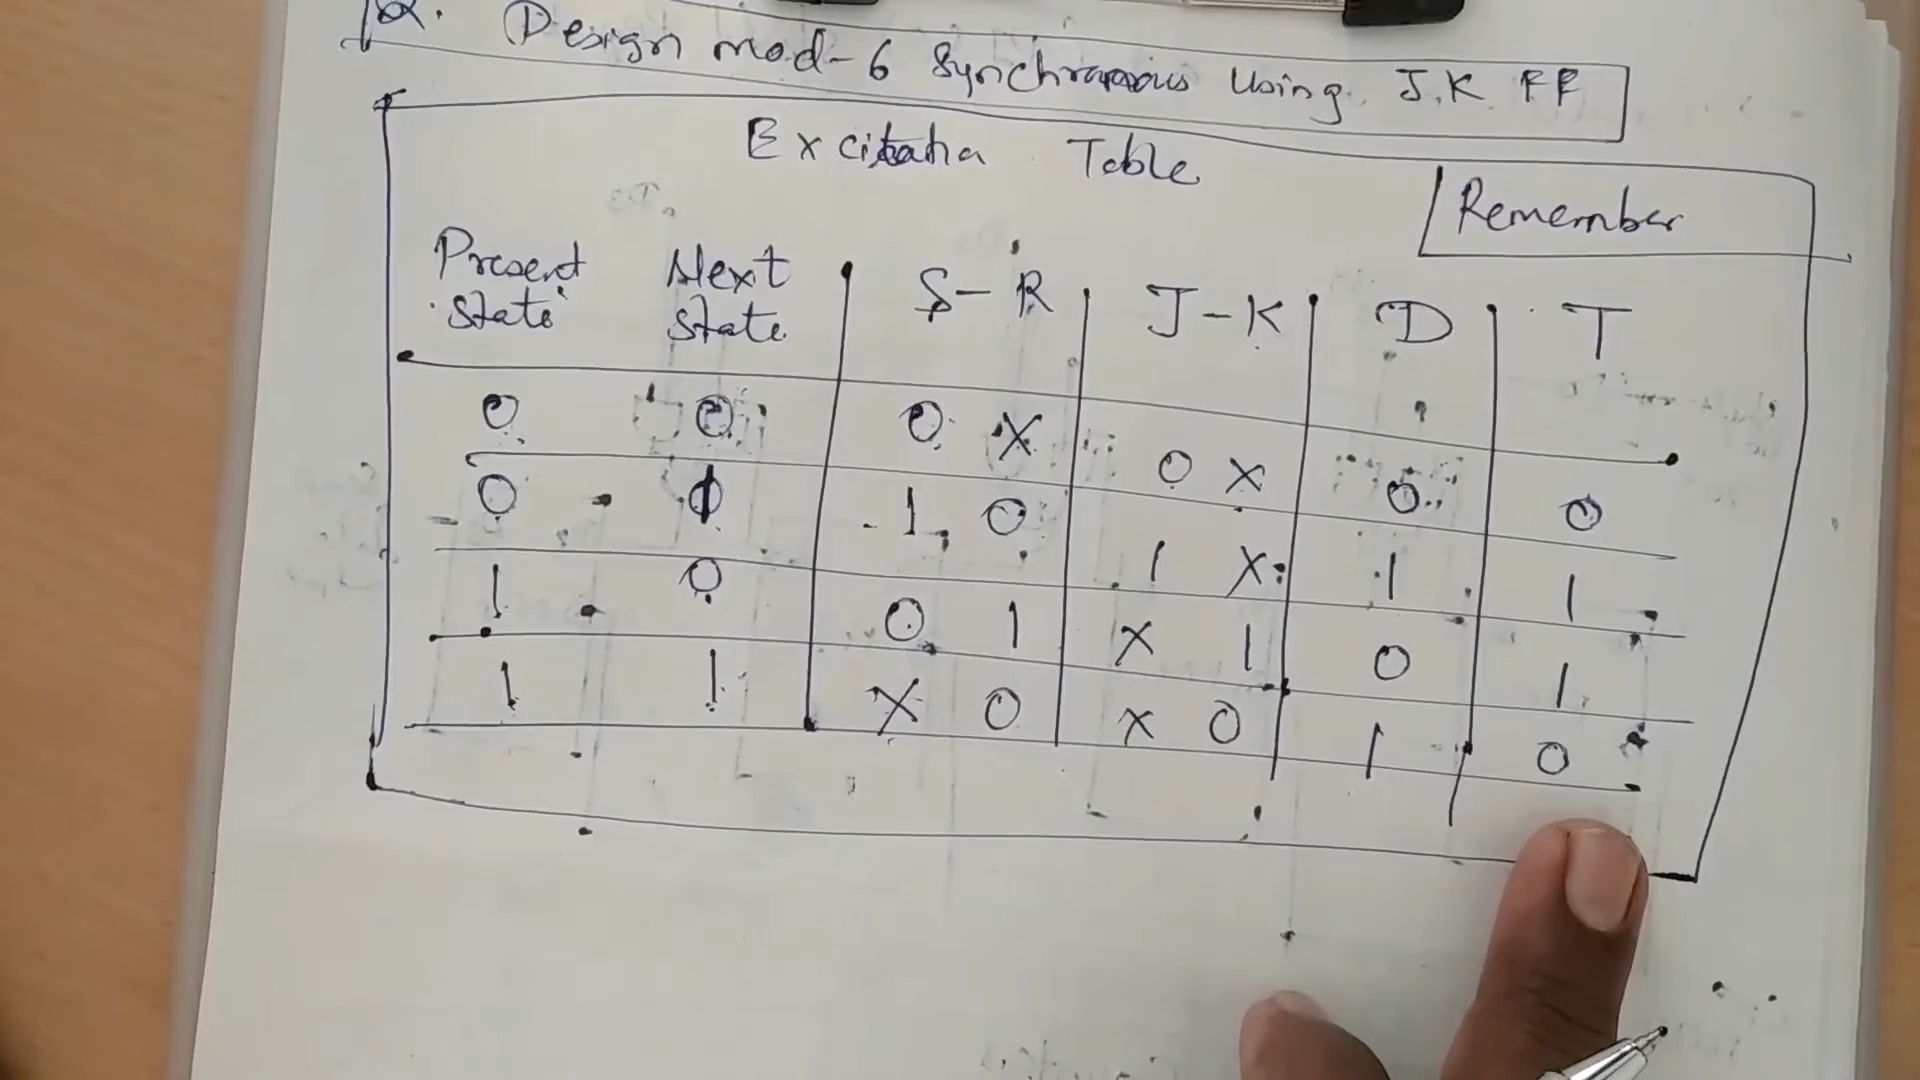 Q. Design mod-6 Synchronous Using J.K FF
Excitation Table
Remember
Present state Next state S-R J-K D T
0 0 0 X 0 X 0 0
0 1 1 0 1 X 1 1
1 0 0 1 X 1 0 1
1 1 X 0 X 0 1 0